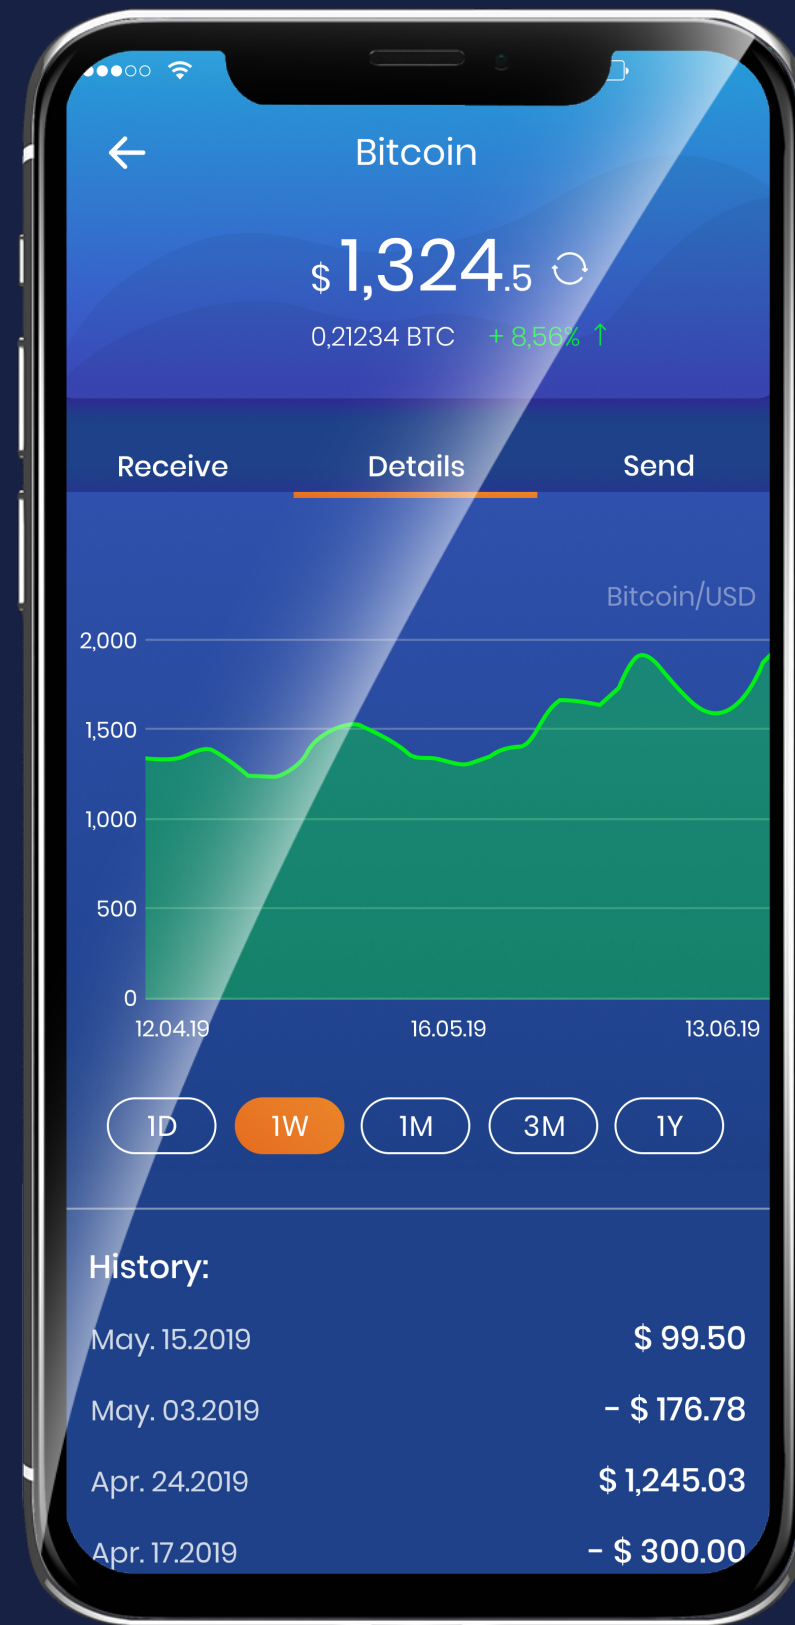 Bitcoin
$ 1,324.5
0,21234 BTC + 8,56% ↑
Receive Details Send
Bitcoin/USD
2,000
1,500
1,000
500
0
12.04.19 16.05.19 13.06.19
1D 1W 1M 3M 1Y
History:
May. 15.2019 $ 99.50
May. 03.2019 - $ 176.78
Apr. 24.2019 $ 1,245.03
Apr. 17.2019 - $ 300.00